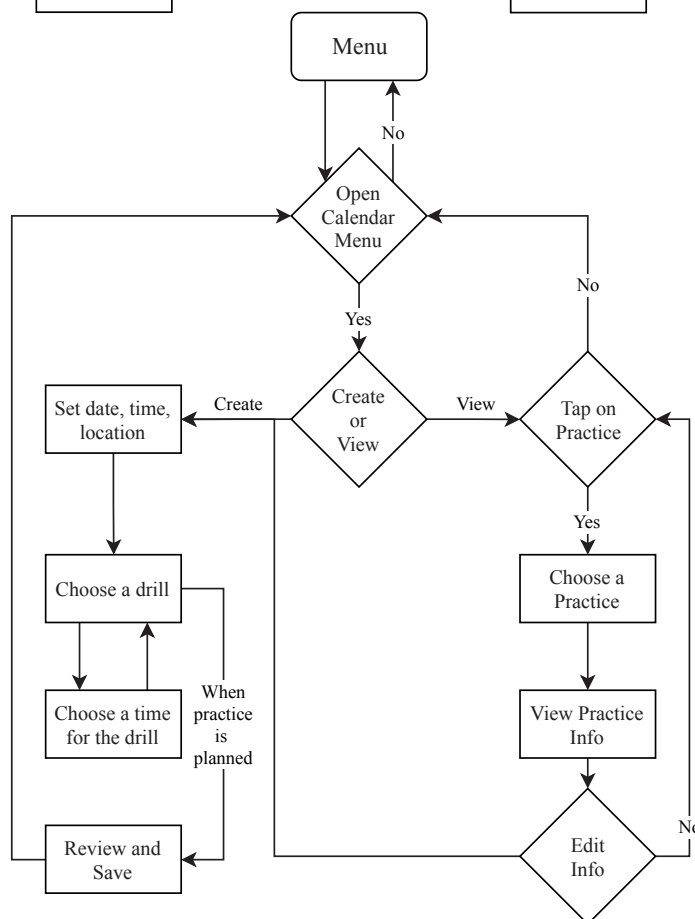 Menu
No
Open
Calendar
Menu
No
Yes
Set date, time,
location
Create
Create
or
View
View
Tap on
Practice
Yes
Choose a drill
Choose a
Practice
When
practice
is
planned
Choose a time
for the drill
View Practice
Info
Review and
Save
Edit
Info
No